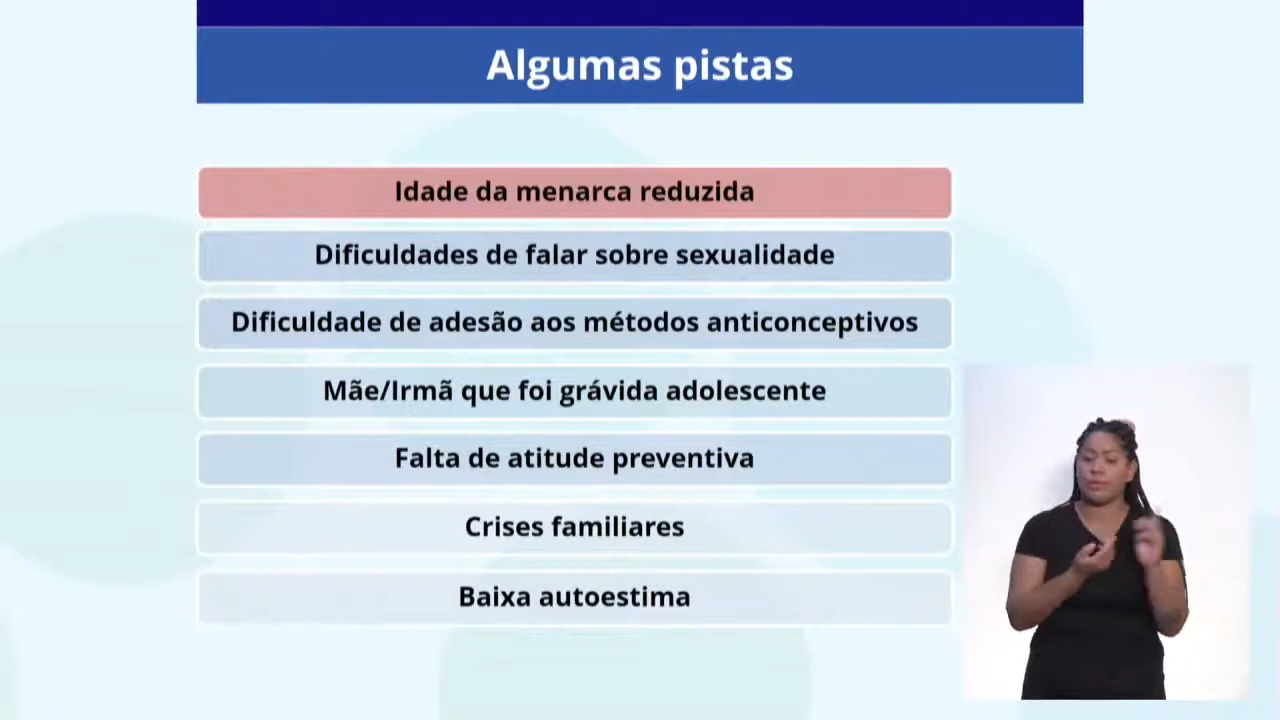 Algumas pistas
Idade da menarca reduzida
Dificuldades de falar sobre sexualidade
Dificuldade de adesão aos métodos anticonceptivos
Mãe/Irmã que foi grávida adolescente
Falta de atitude preventiva
Crises familiares
Baixa autoestima